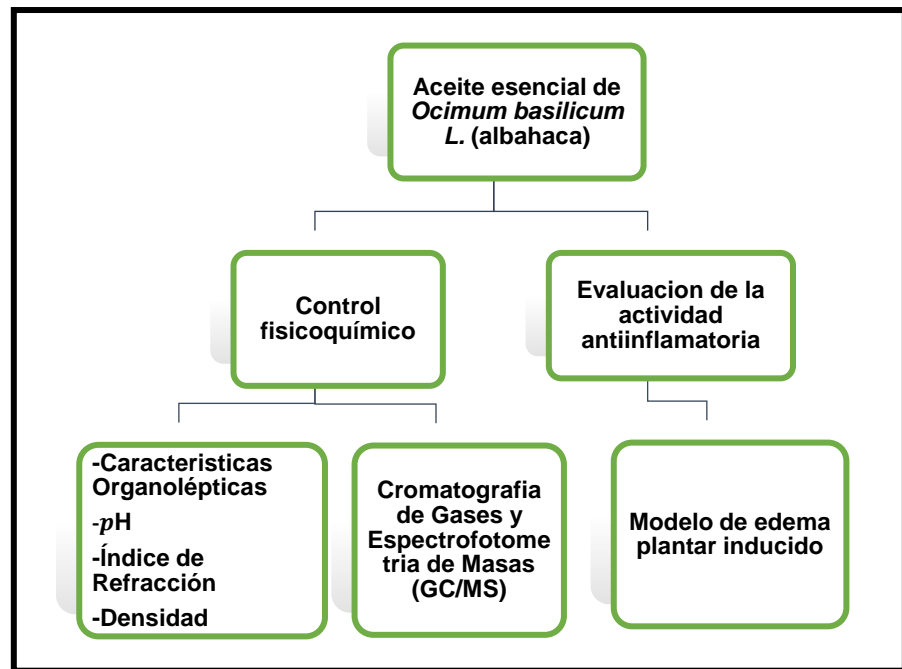 Aceite esencial de
Ocimum basilicum
L. (albahaca)
Control
fisicoquímico
Evaluacion de la
actividad
antiinflamatoria
-Caracteristicas
Organolépticas
-pH
-Índice de
Refracción
-Densidad
Cromatografia
de Gases y
Espectrofotome
tria de Masas
(GC/MS)
Modelo de edema
plantar inducido